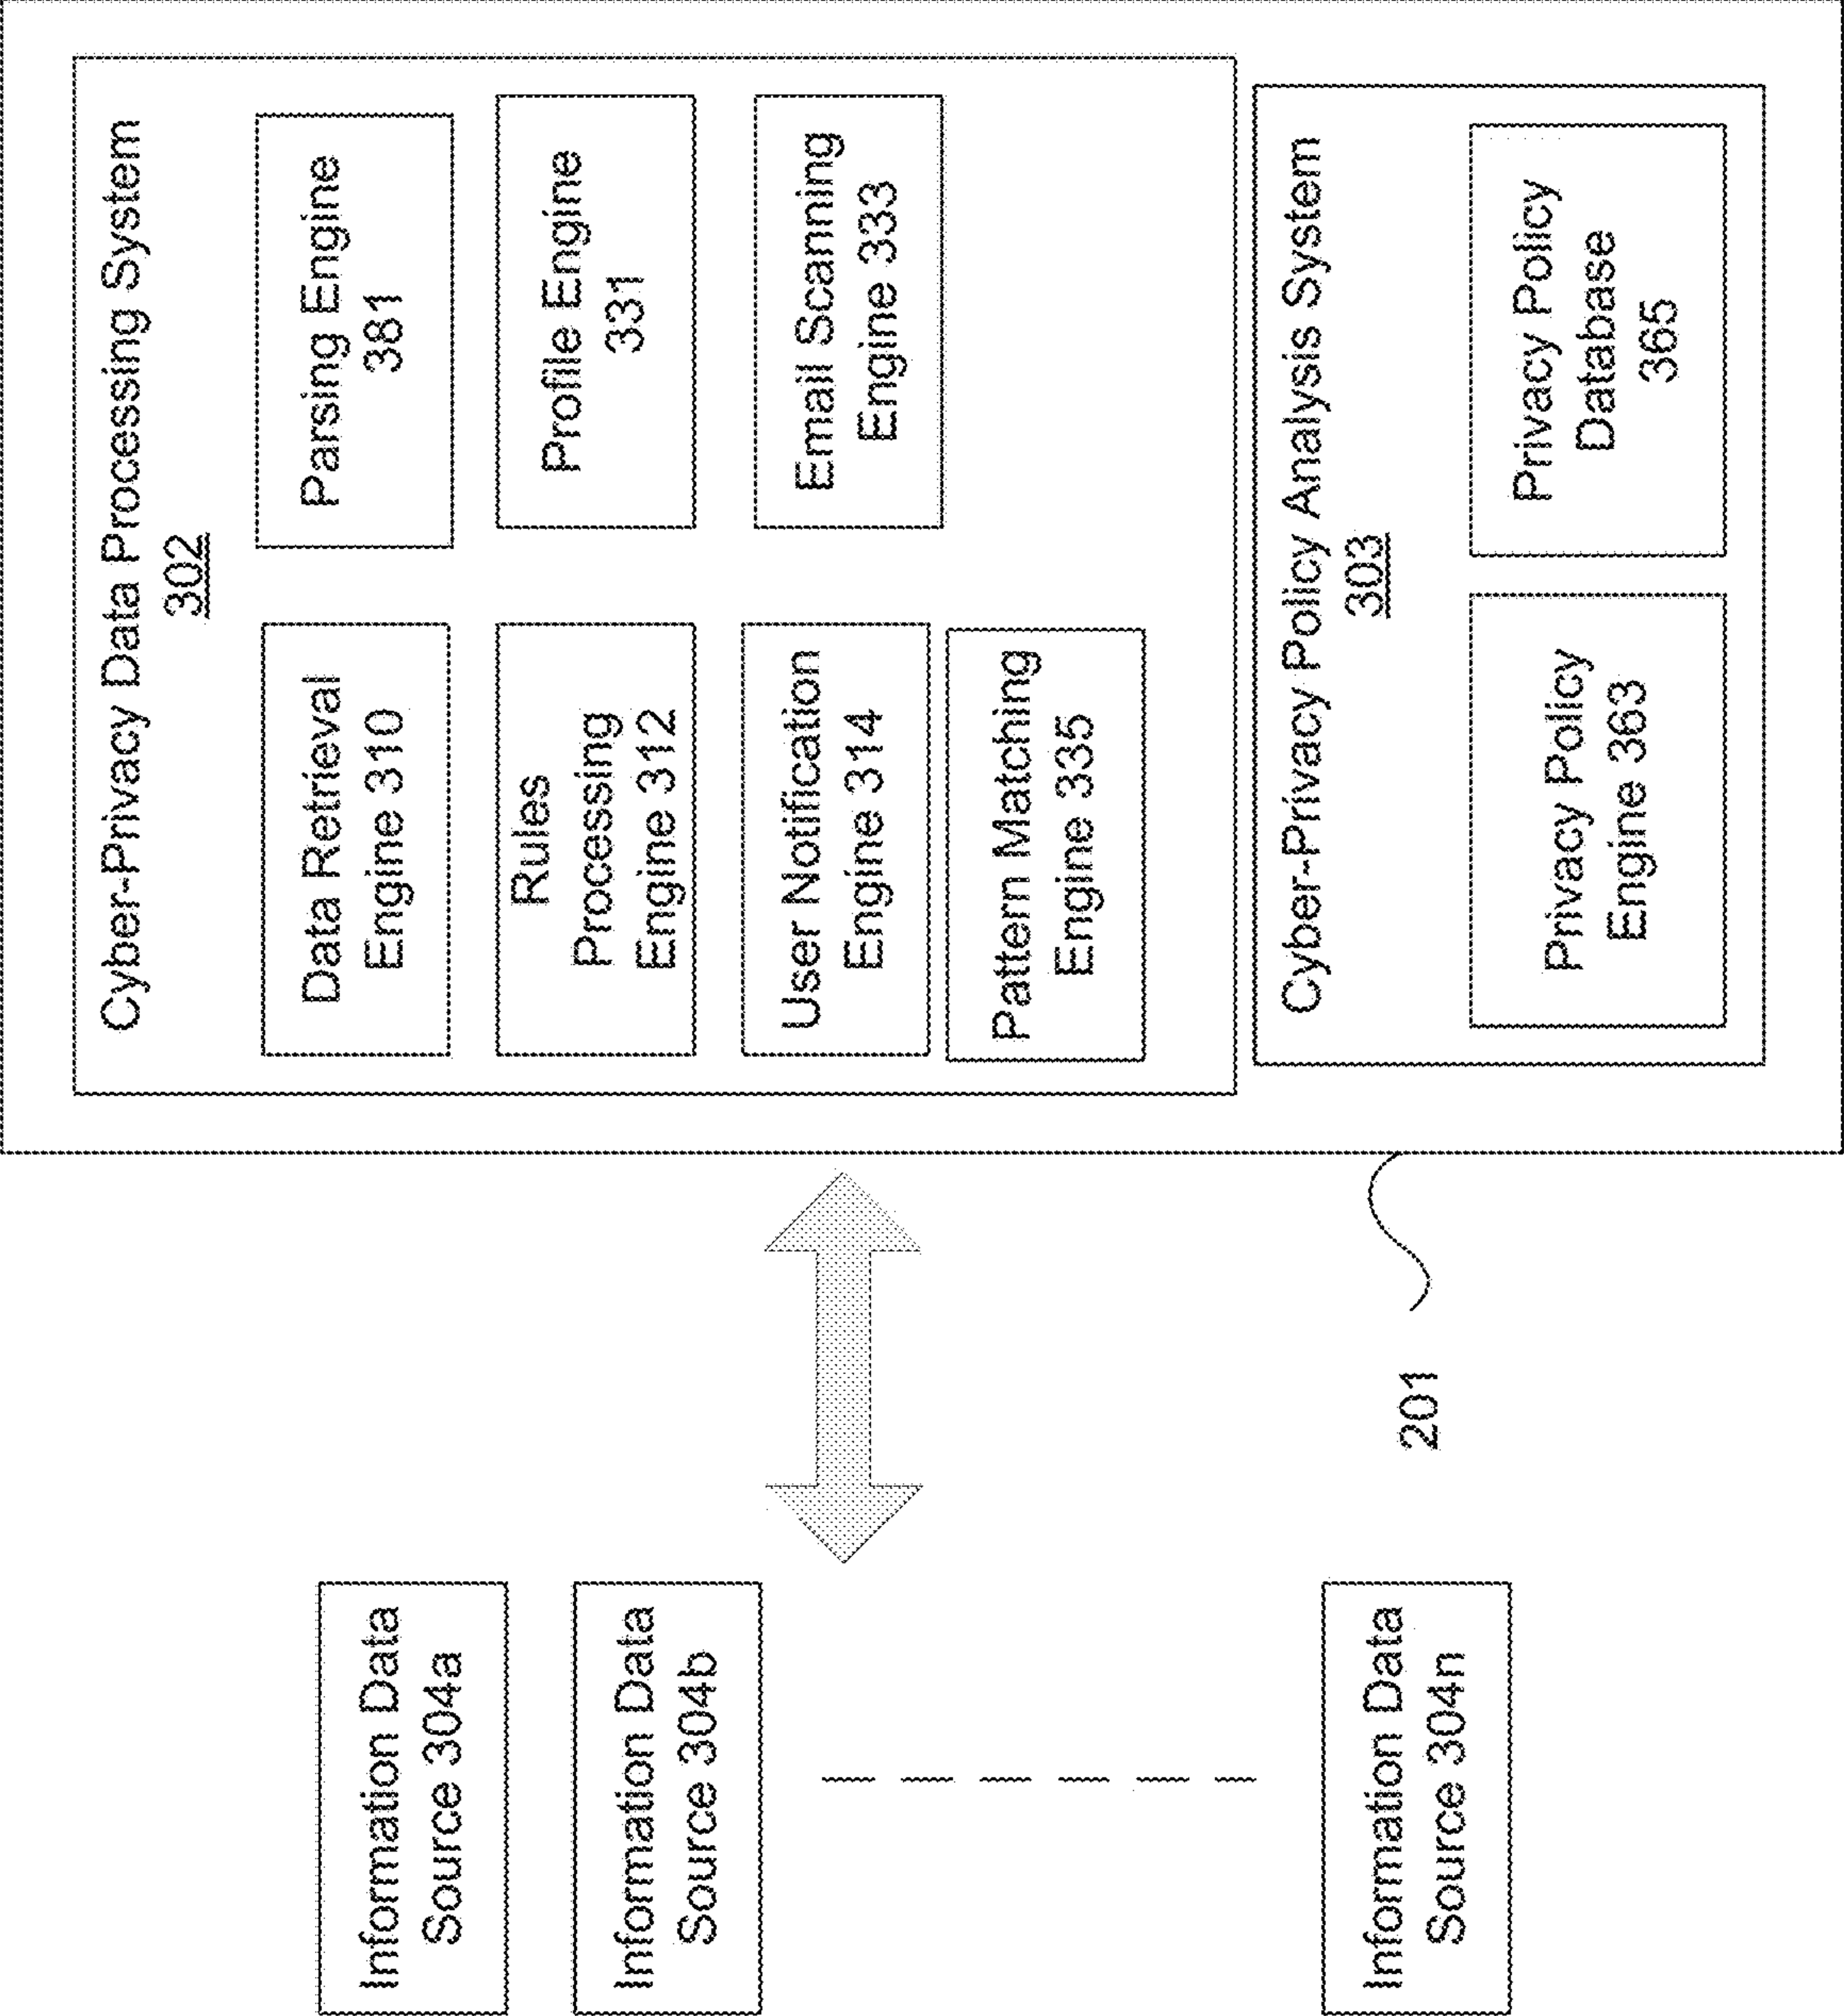 Information Data
Source 304a
Information Data
Source 304b
Information Data
Source 304n
201
Cyber-Privacy Data Processing System
302
Data Retrieval
Engine 310
Parsing Engine
381
Rules
Processing
Engine 312
Profile Engine
331
User Notification
Engine 314
Email Scanning
Engine 333
Pattern Matching
Engine 335
Cyber-Privacy Policy Analysis System
303
Privacy Policy
Engine 363
Privacy Policy
Database
365